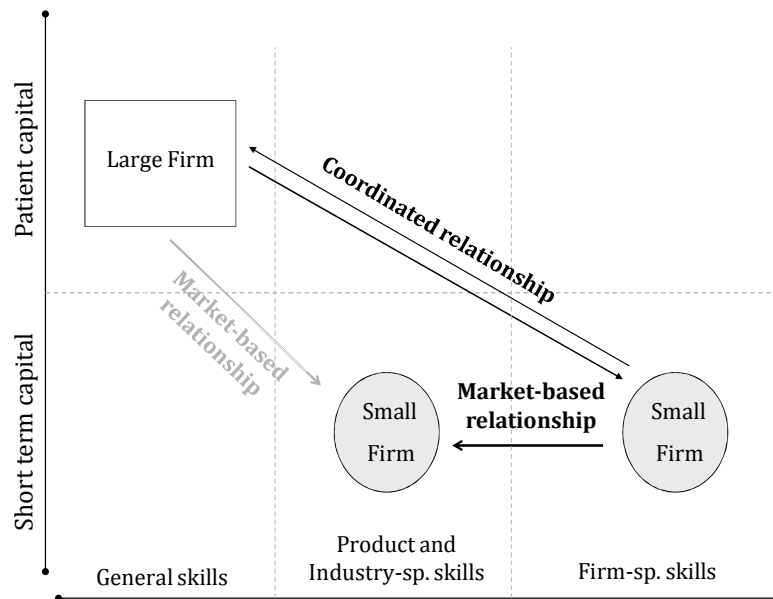 Patient capital
Large Firm
Coordinated relationship
Market-based
relationship
Short term capital
Small
Firm
Market-based
relationship
Small
Firm
General skills
Product and
Industry-sp. skills
Firm-sp. skills